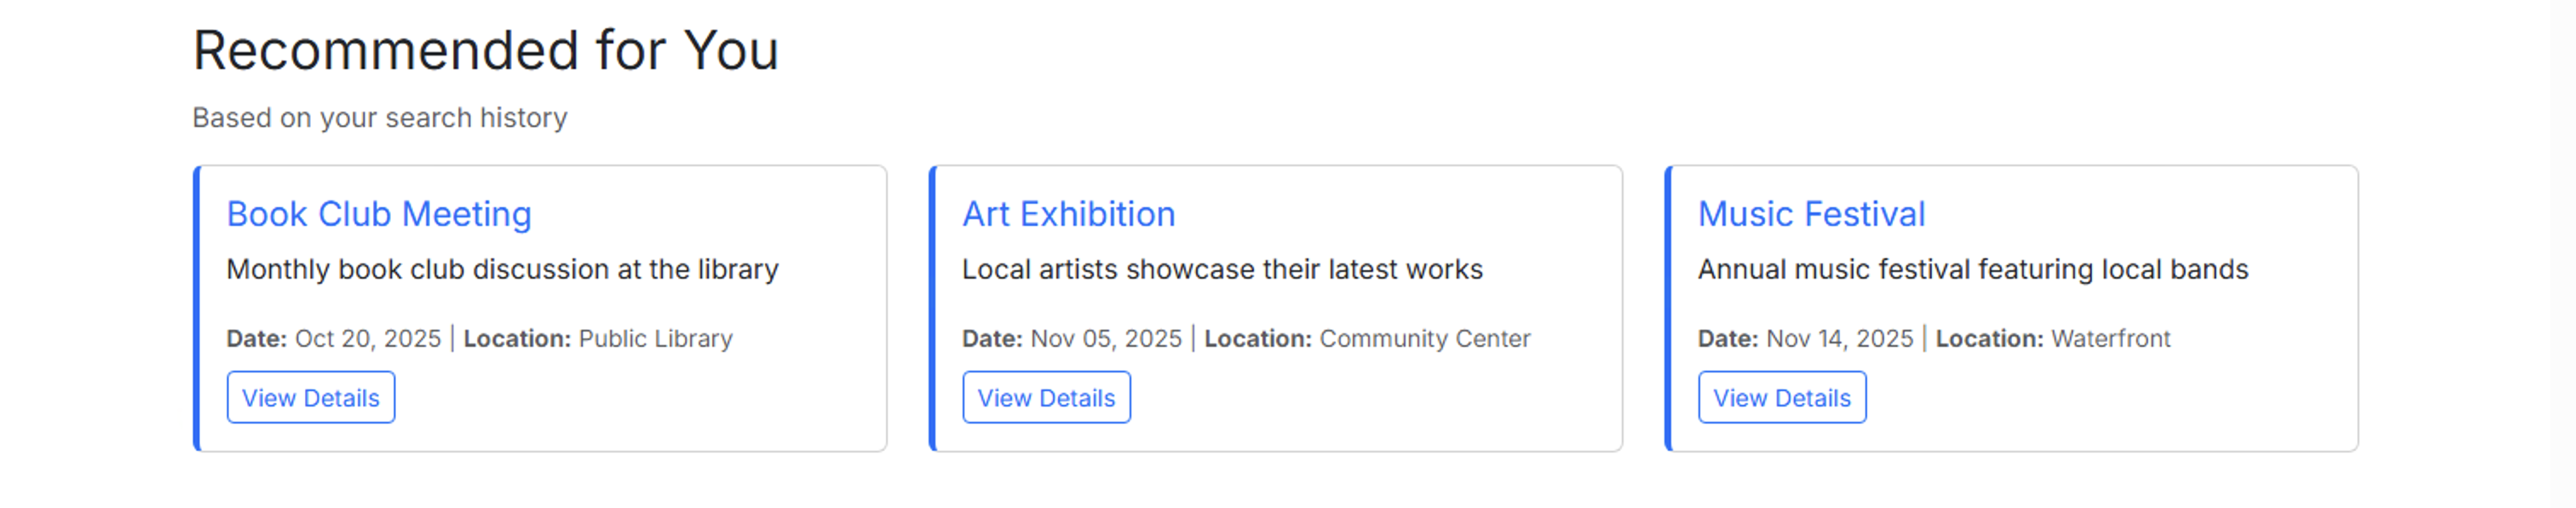 Recommended for You
Based on your search history
Book Club Meeting
Monthly book club discussion at the library
Date: Oct 20, 2025 | Location: Public Library
View Details
Art Exhibition
Local artists showcase their latest works
Date: Nov 05, 2025 | Location: Community Center
View Details
Music Festival
Annual music festival featuring local bands
Date: Nov 14, 2025 | Location: Waterfront
View Details